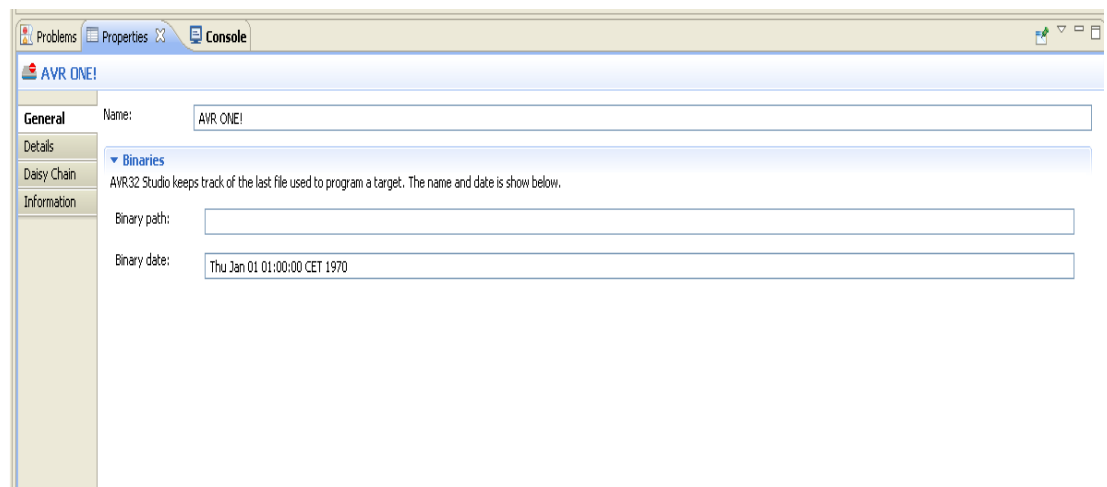 Problems Properties Console
AVR ONE!
General
Details
Daisy Chain
Information
Name: AVR ONE!
Binaries
AVR32 Studio keeps track of the last file used to program a target. The name and date is show below.
Binary path:
Binary date: Thu Jan 01 01:00:00 CET 1970